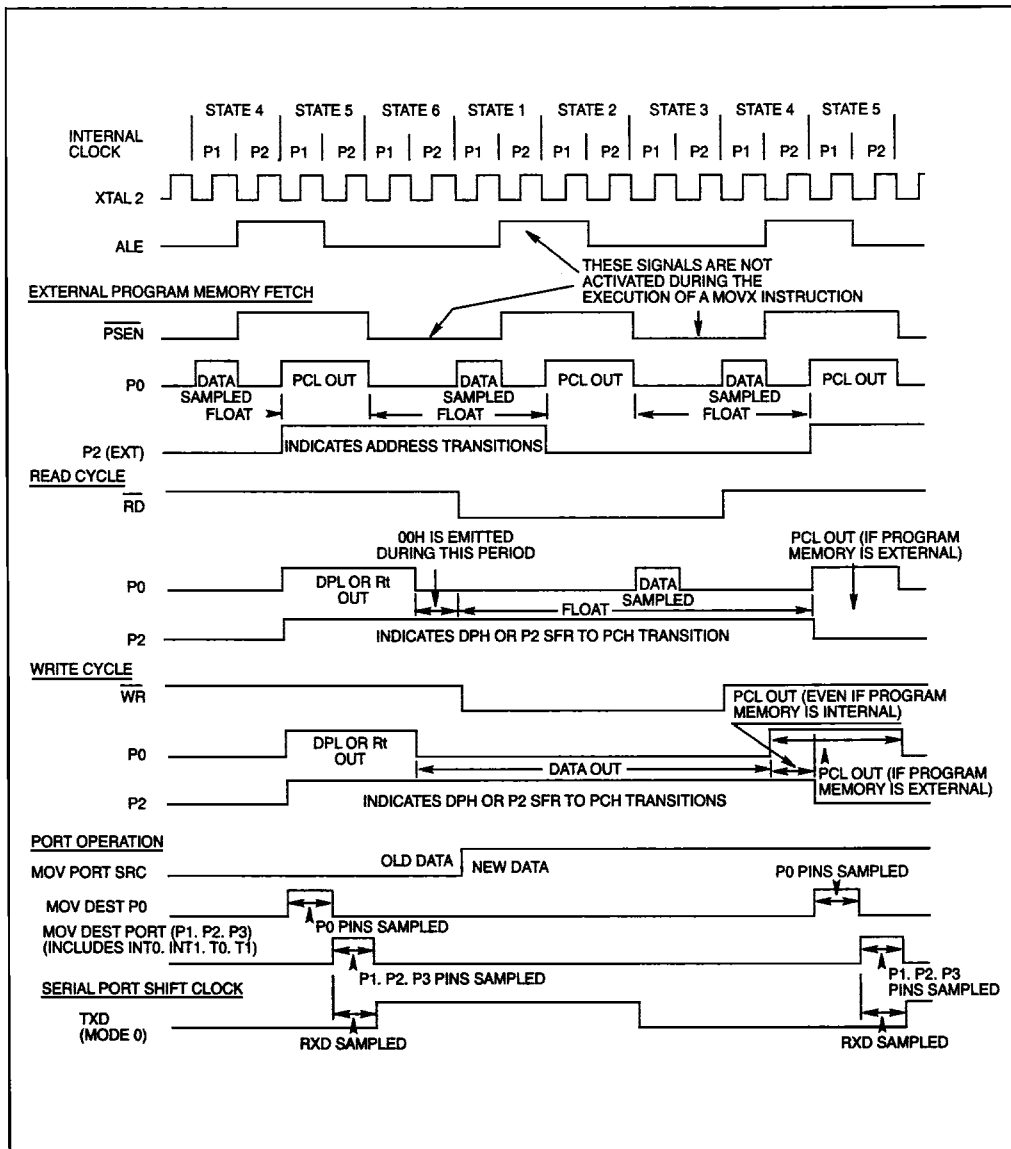 STATE 4 STATE 5 STATE 6 STATE 1 STATE 2 STATE 3 STATE 4 STATE 5
INTERNAL
CLOCK
P1 P2 P1 P2 P1 P2 P1 P2 P1 P2 P1 P2 P1 P2 P1 P2
XTAL 2
ALE
THESE SIGNALS ARE NOT
ACTIVATED DURING THE
EXECUTION OF A MOVX INSTRUCTION
EXTERNAL PROGRAM MEMORY FETCH
PSEN
P0
DATA PCL OUT DATA PCL OUT DATA PCL OUT
SAMPLED SAMPLED SAMPLED
FLOAT FLOAT FLOAT
P2 (EXT)
INDICATES ADDRESS TRANSITIONS
READ CYCLE
RD
00H IS EMITTED
DURING THIS PERIOD
PCL OUT (IF PROGRAM
MEMORY IS EXTERNAL)
P0
DPL OR Rt
OUT
DATA
SAMPLED
FLOAT
P2
INDICATES DPH OR P2 SFR TO PCH TRANSITION
WRITE CYCLE
WR
PCL OUT (EVEN IF PROGRAM
MEMORY IS INTERNAL)
P0
DPL OR Rt
OUT
DATA OUT
PCL OUT (IF PROGRAM
MEMORY IS EXTERNAL)
P2
INDICATES DPH OR P2 SFR TO PCH TRANSITIONS
PORT OPERATION
MOV PORT SRC
OLD DATA NEW DATA
P0 PINS SAMPLED
MOV DEST P0
P0 PINS SAMPLED
MOV DEST PORT (P1. P2. P3)
(INCLUDES INT0. INT1. T0. T1)
P1. P2. P3 PINS SAMPLED
P1. P2. P3
PINS SAMPLED
SERIAL PORT SHIFT CLOCK
TXD
(MODE 0)
RXD SAMPLED
RXD SAMPLED